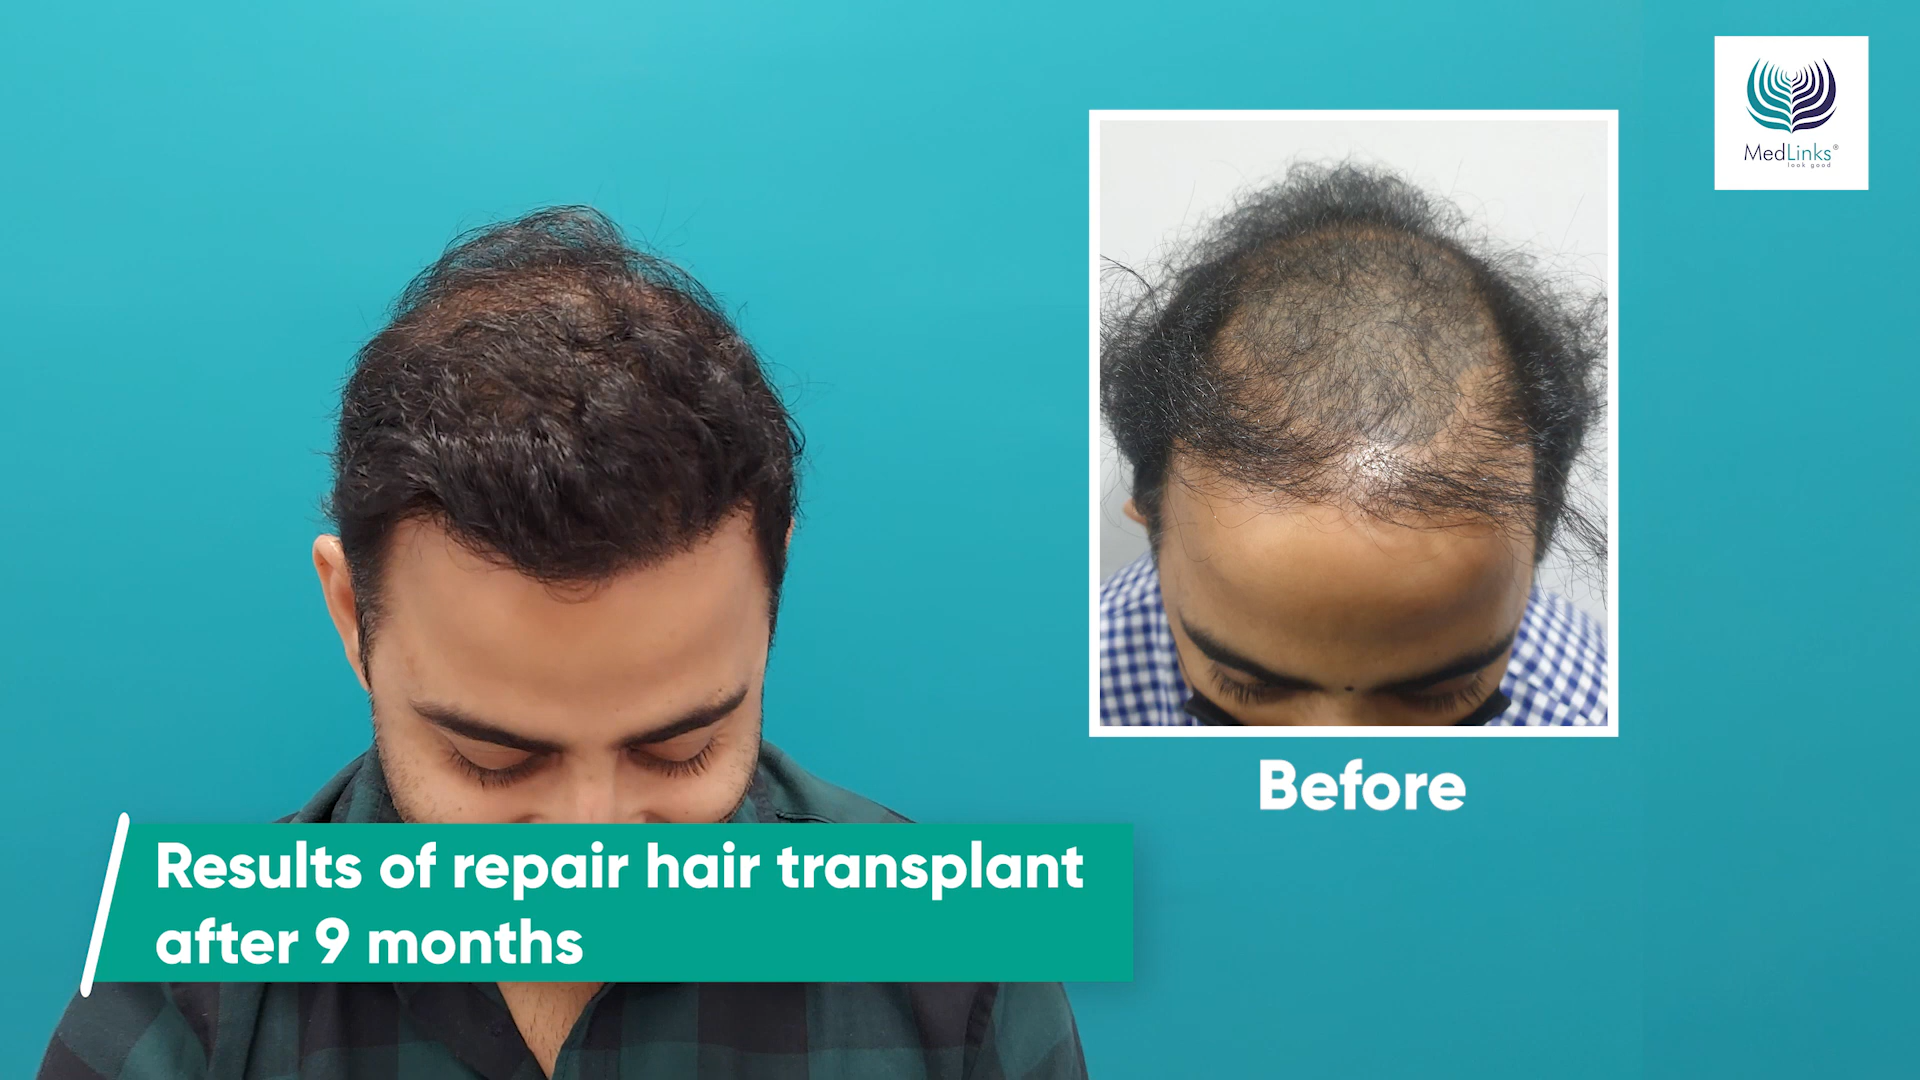 MedLinks®
look good
Before
Results of repair hair transplant
after 9 months